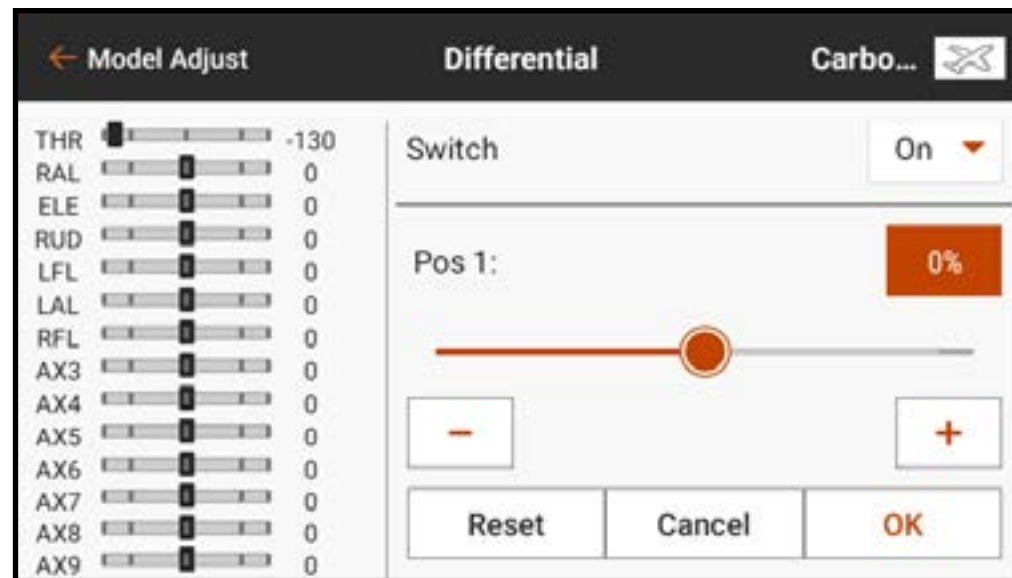 ← Model Adjust Differential Carbo...
THR -130
RAL 0
ELE 0
RUD 0
LFL 0
LAL 0
RFL 0
AX3 0
AX4 0
AX5 0
AX6 0
AX7 0
AX8 0
AX9 0
Switch On
Pos 1: 0%
− +
Reset Cancel OK